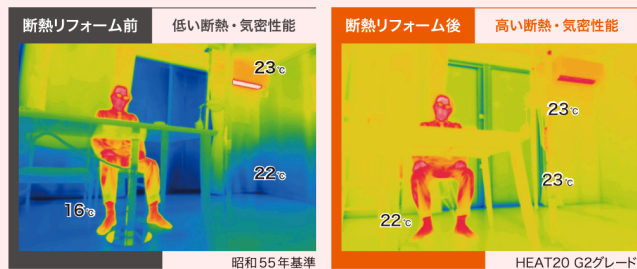 断熱リフォーム前
低い断熱・気密性能
23℃
22℃
16℃
昭和55年基準
断熱リフォーム後
高い断熱・気密性能
23℃
23℃
22℃
HEAT20 G2グレード